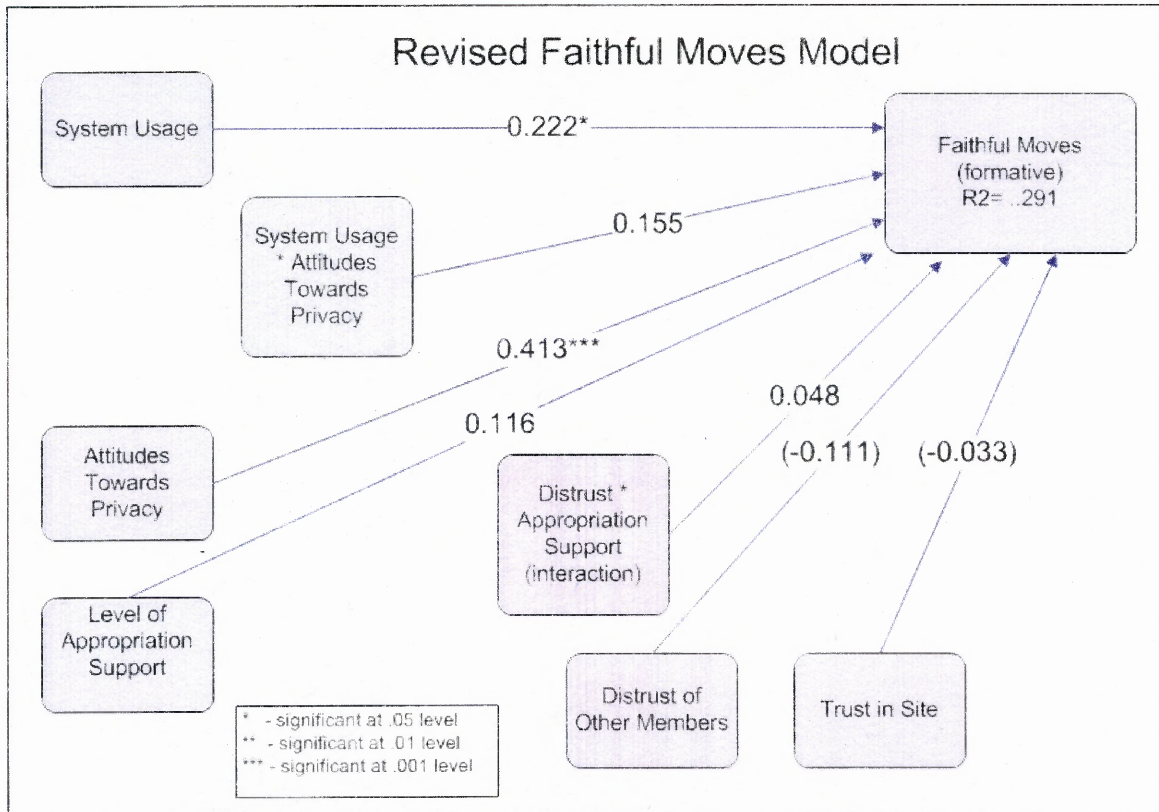 Revised Faithful Moves Model
System Usage
0.222*
Faithful Moves
(formative)
R2= ..291
System Usage
* Attitudes
Towards
Privacy
0.155
0.413***
0.116
Attitudes
Towards
Privacy
0.048
(-0.111)
(-0.033)
Distrust *
Appropriation
Support
(interaction)
Level of
Appropriation
Support
Distrust of
Other Members
Trust in Site
* - significant at .05 level
** - significant at .01 level
*** - significant at .001 level